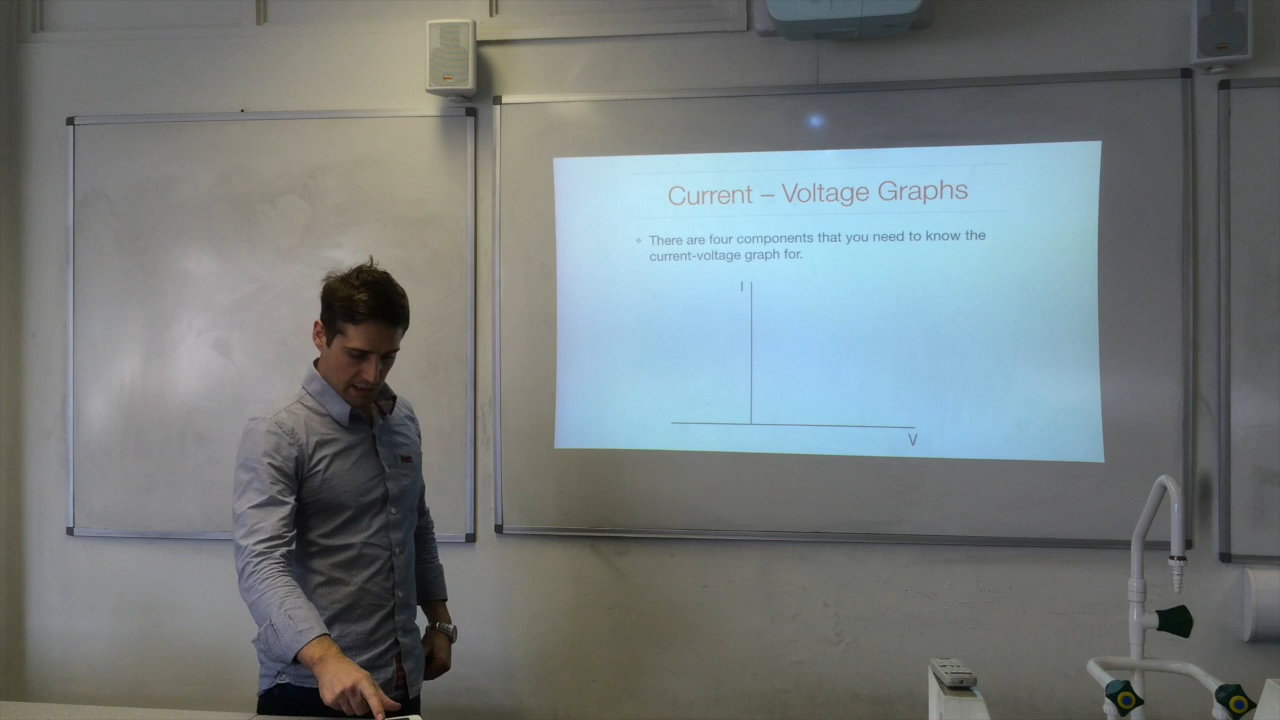 Current – Voltage Graphs
There are four components that you need to know the
current-voltage graph for.
I
V